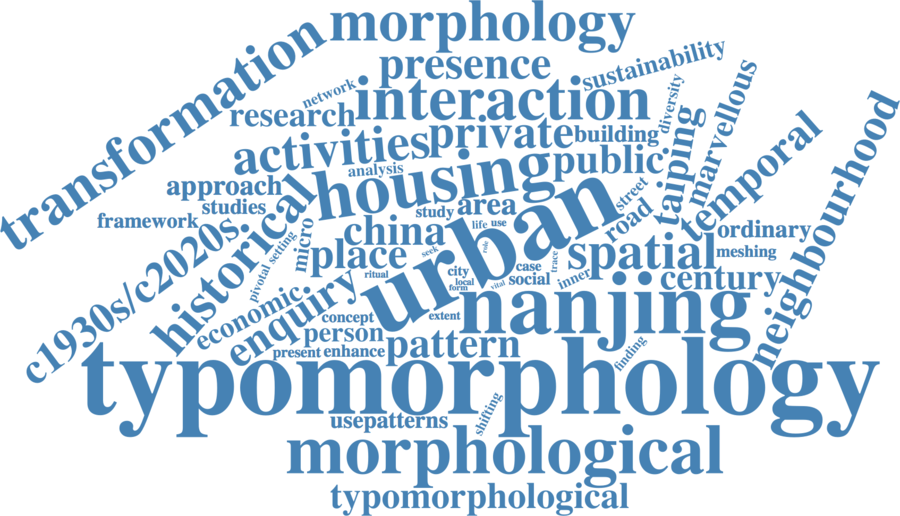 morphology
transformation
presence
sustainability
network
interaction
research
diversity
marvellous
activities
private
building
taiping
temporal
neighbourhood
analysis
housing
public
approach
studies
framework
historical
micro
study
area
life
use
street
road
china
urban
role
seek
trace
spatial
ordinary
meshing
c1930s/c2020s.
pivotal
setting
place
ritual
city
local
form
vital
case
social
inner
century
economic.
enquiry
nanjing
concept
extent
person
present
enhance
pattern
finding
typomorphology
usepatterns
shifting
morphological
typomorphological